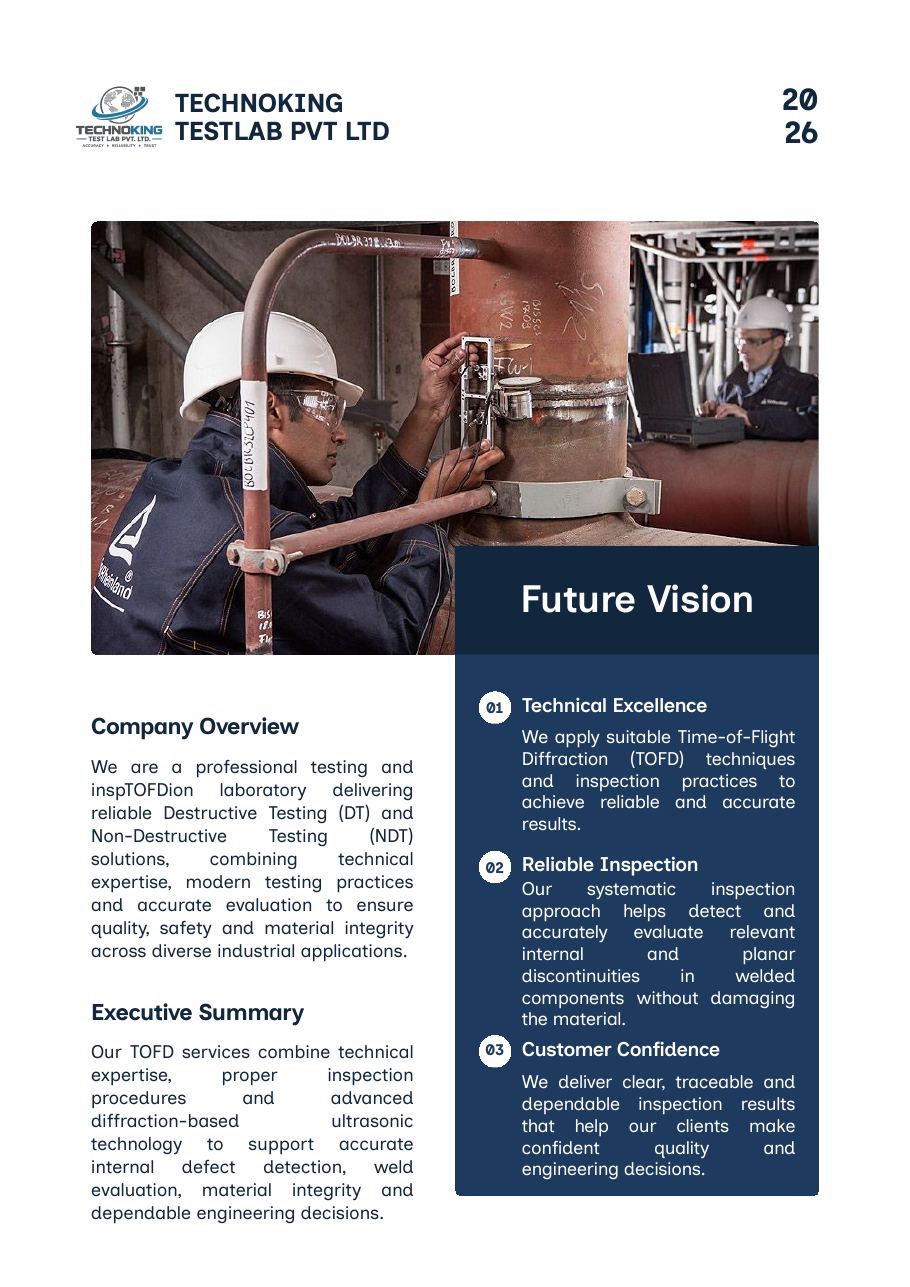 TECHNOKING
TEST LAB PVT. LTD.
ACCURACY • RELIABILITY • TRUST
TECHNOKING
TESTLAB PVT LTD
20
26
BOLBR32CP401
®
Rheinland
Future Vision
Company Overview
We are a professional testing and
inspTOFDion laboratory delivering
reliable Destructive Testing (DT) and
Non-Destructive Testing (NDT)
solutions, combining technical
expertise, modern testing practices
and accurate evaluation to ensure
quality, safety and material integrity
across diverse industrial applications.
Executive Summary
Our TOFD services combine technical
expertise, proper inspection
procedures and advanced
diffraction-based ultrasonic
technology to support accurate
internal defect detection, weld
evaluation, material integrity and
dependable engineering decisions.
01 Technical Excellence
We apply suitable Time-of-Flight
Diffraction (TOFD) techniques
and inspection practices to
achieve reliable and accurate
results.
02 Reliable Inspection
Our systematic inspection
approach helps detect and
accurately evaluate relevant
internal and planar
discontinuities in welded
components without damaging
the material.
03 Customer Confidence
We deliver clear, traceable and
dependable inspection results
that help our clients make
confident quality and
engineering decisions.